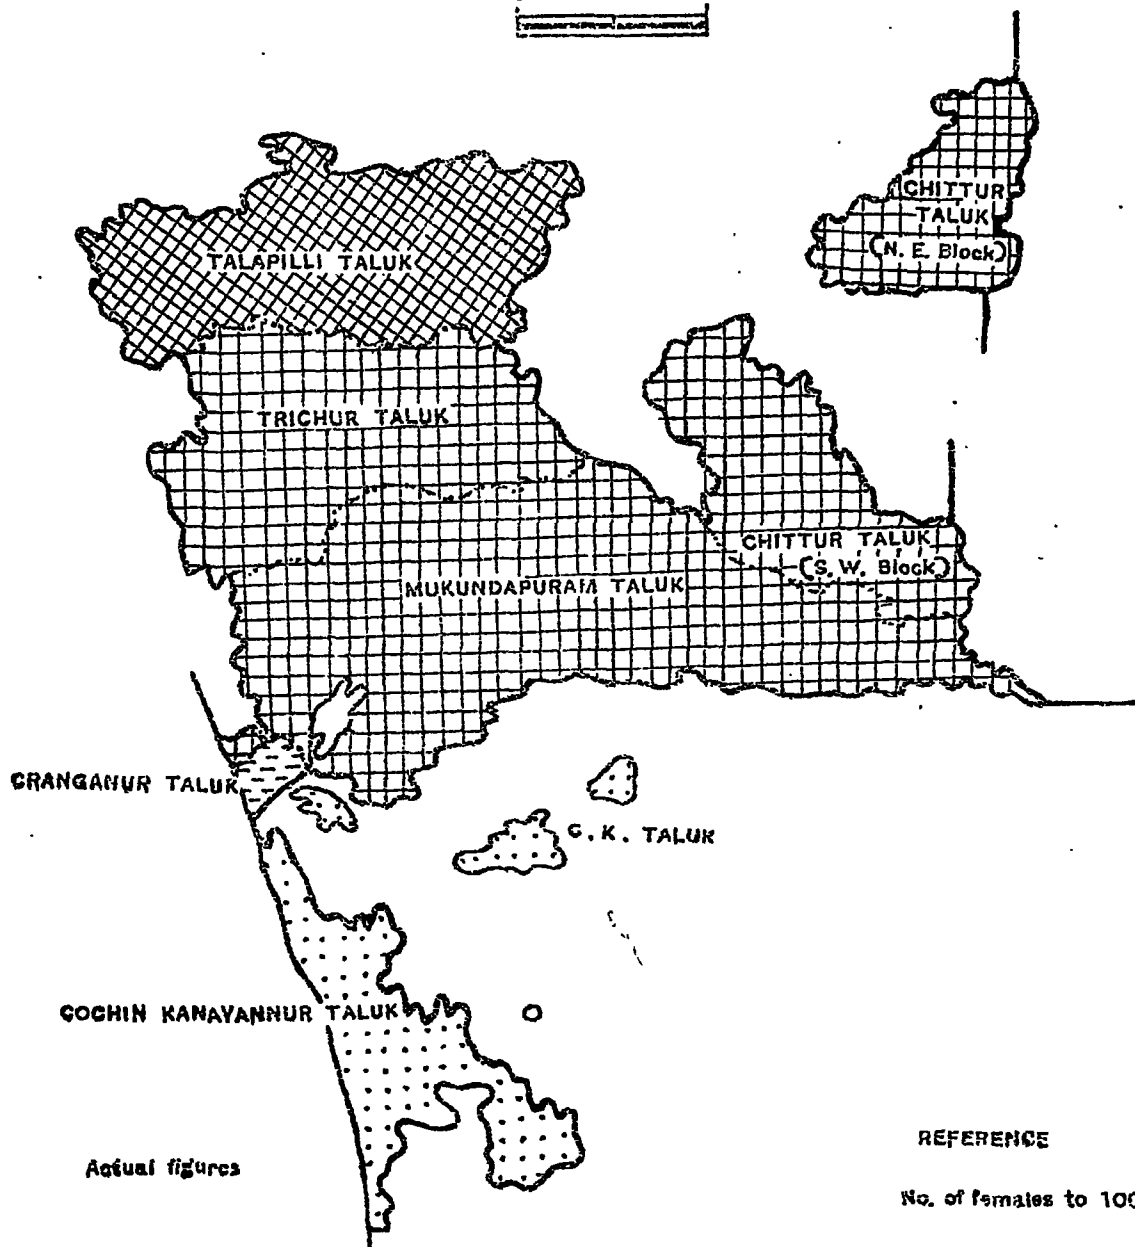 CHITTUR
TALUK
(N. E. Block)
TALAPILLI TALUK
TRICHUR TALUK
CHITTUR TALUK
(S. W. Block)
MUKUNDAPURAM TALUK
CRANGANUR TALUK
C. K. TALUK
COCHIN KANAYANNUR TALUK
REFERENCE
Actual figures
No. of females to 100